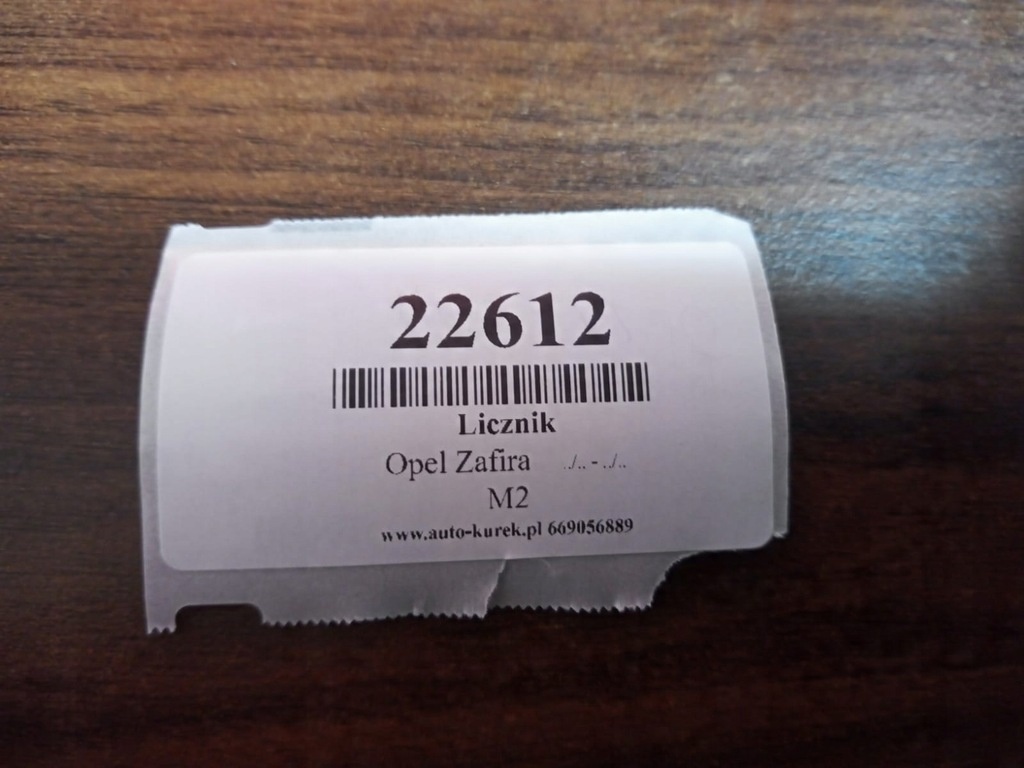 22612
Licznik
Opel Zafira ../.. - ../..
M2
www.auto-kurek.pl 669056889